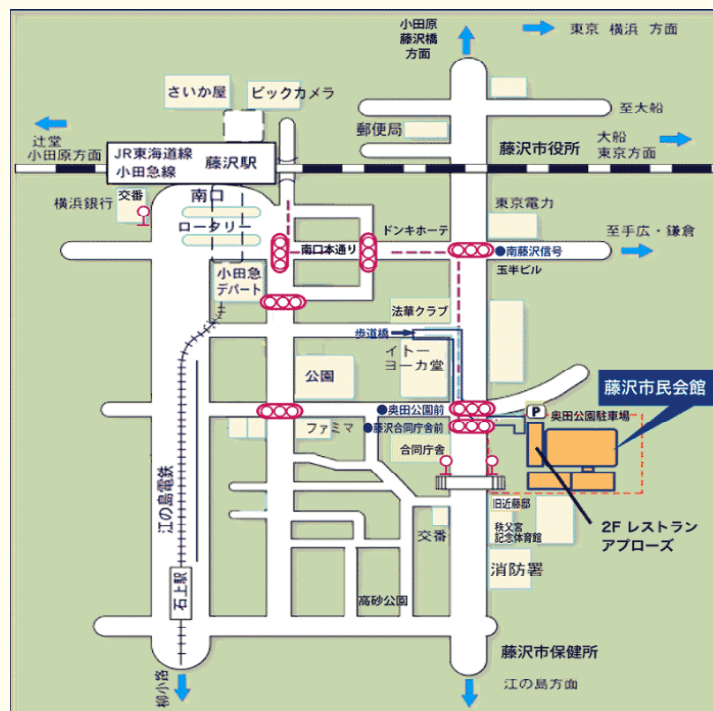 小田原
藤沢橋
方面
東京 横浜 方面
さいか屋
ビックカメラ
至大船
郵便局
辻堂
小田原方面
JR東海道線
小田急線
藤沢駅
藤沢市役所
大船
東京方面
横浜銀行
交番
南口
ロータリー
東京電力
ドンキホーテ
南口本通り
●南藤沢信号
至手広・鎌倉
玉半ビル
小田急
デパート
法華クラブ
歩道橋
イトー
ヨーカ堂
公園
藤沢市民会館
●奥田公園前
P
奥田公園駐車場
ファミマ
●藤沢合同庁舎前
合同庁舎
江の島電鉄
旧近藤邸
秩父宮
記念体育館
2F レストラン
アプローズ
交番
消防署
石上駅
高砂公園
藤沢市保健所
柳小路
江の島方面